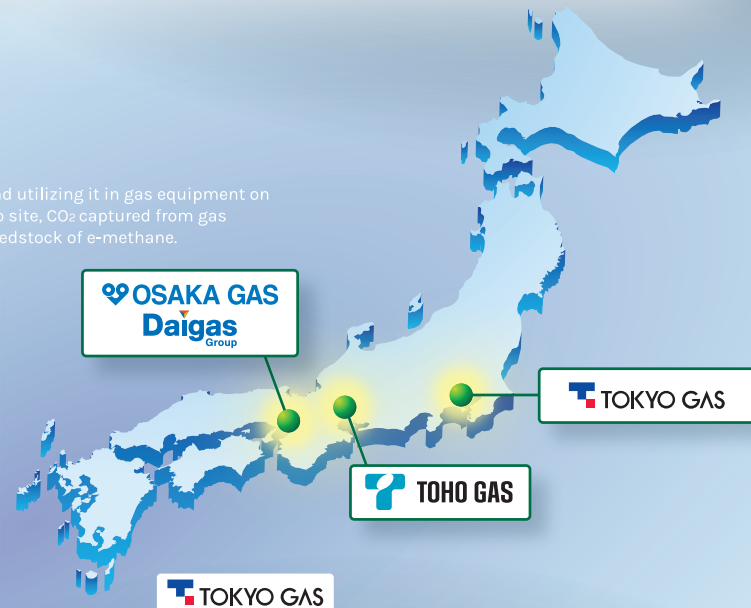 nd utilizing it in gas equipment on
site, CO2 captured from gas
edstock of e-methane.
OSAKA GAS
Daigas
Group
TOKYO GAS
TOHO GAS
TOKYO GAS